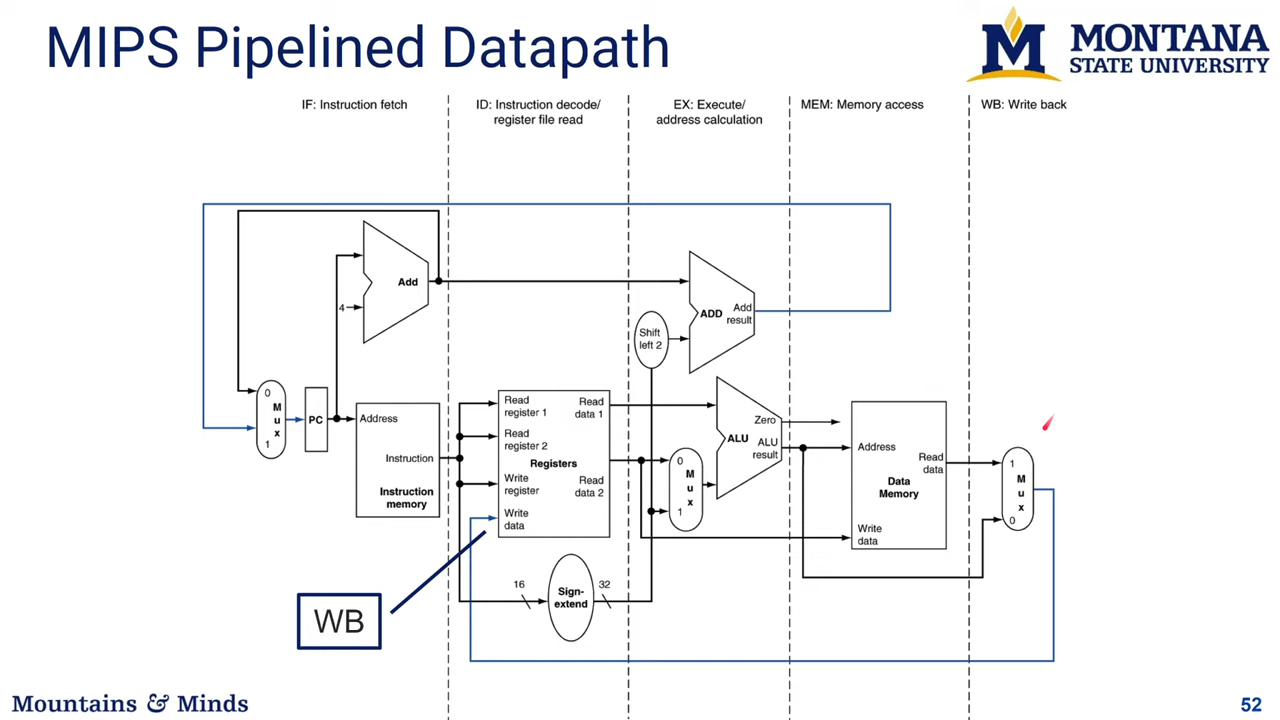 MIPS Pipelined Datapath
MONTANA
STATE UNIVERSITY
IF: Instruction fetch
ID: Instruction decode/
register file read
EX: Execute/
address calculation
MEM: Memory access
WB: Write back
Add
4
ADD
Add
result
Shift
left 2
0
M
u
x
1
PC
Address
Instruction
Instruction
memory
Read
register 1
Read
register 2
Write
register
Write
data
Registers
Read
data 1
Read
data 2
0
M
u
x
1
Zero
ALU
ALU
result
Address
Read
data
Data
Memory
Write
data
1
M
u
x
0
16
Sign-
extend
32
WB
Mountains & Minds
52